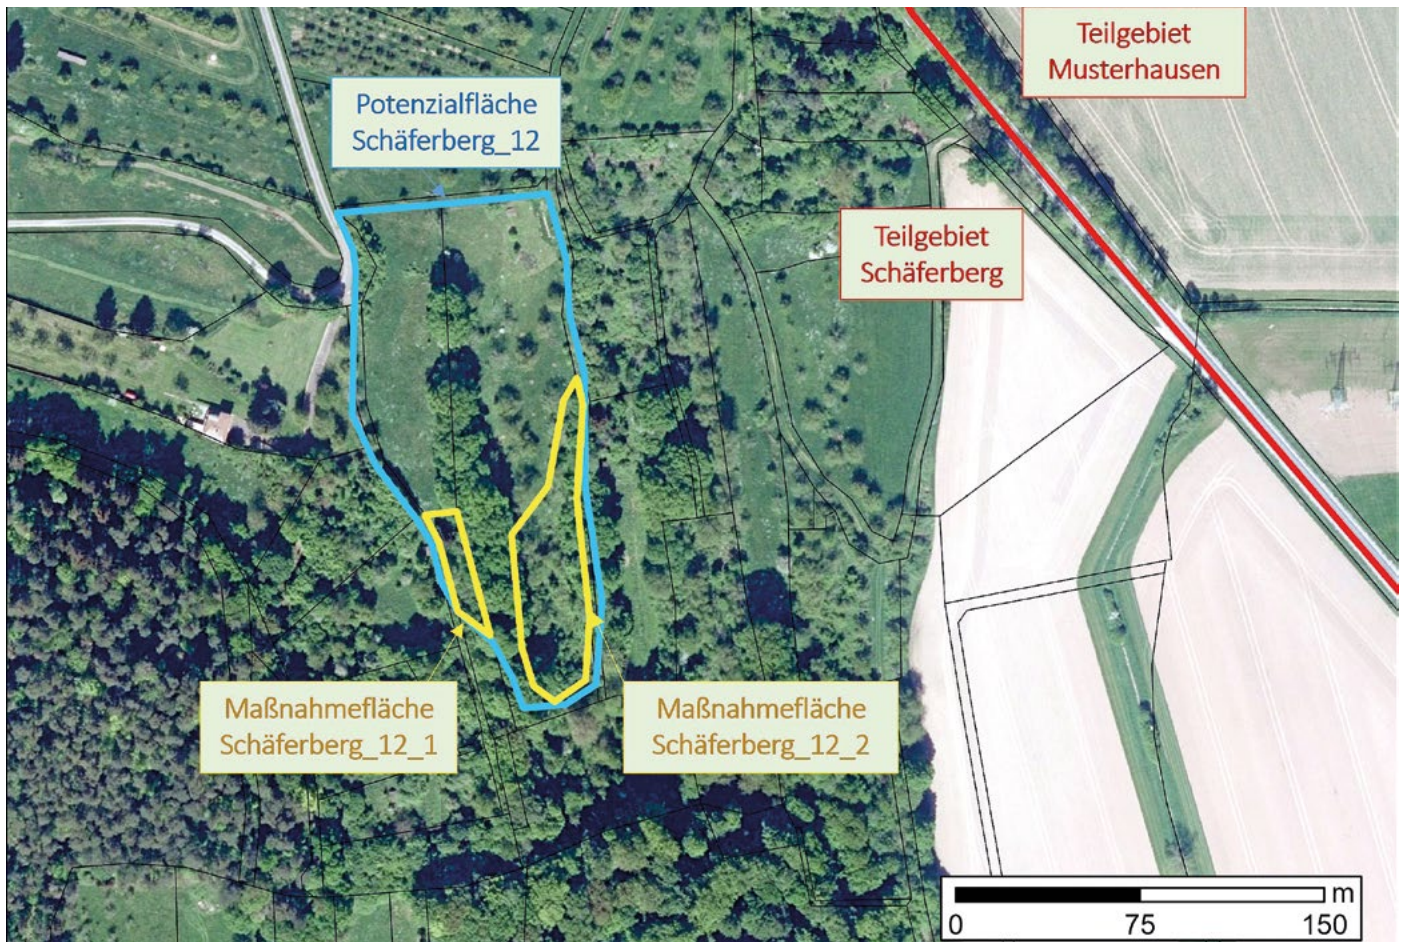 Teilgebiet
Musterhausen
Potenzialfläche
Schäferberg_12
Teilgebiet
Schäferberg
Maßnahmefläche
Schäferberg_12_1
Maßnahmefläche
Schäferberg_12_2
m
0 75 150